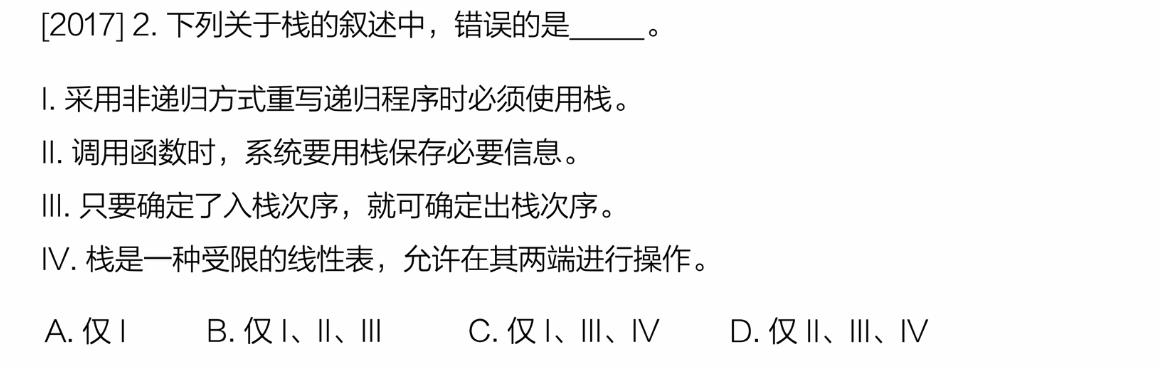 [2017] 2. 下列关于栈的叙述中，错误的是_____。
I. 采用非递归方式重写递归程序时必须使用栈。
II. 调用函数时，系统要用栈保存必要信息。
III. 只要确定了入栈次序，就可确定出栈次序。
IV. 栈是一种受限的线性表，允许在其两端进行操作。
A. 仅 I B. 仅 I、II、III C. 仅 I、III、IV D. 仅 II、III、IV